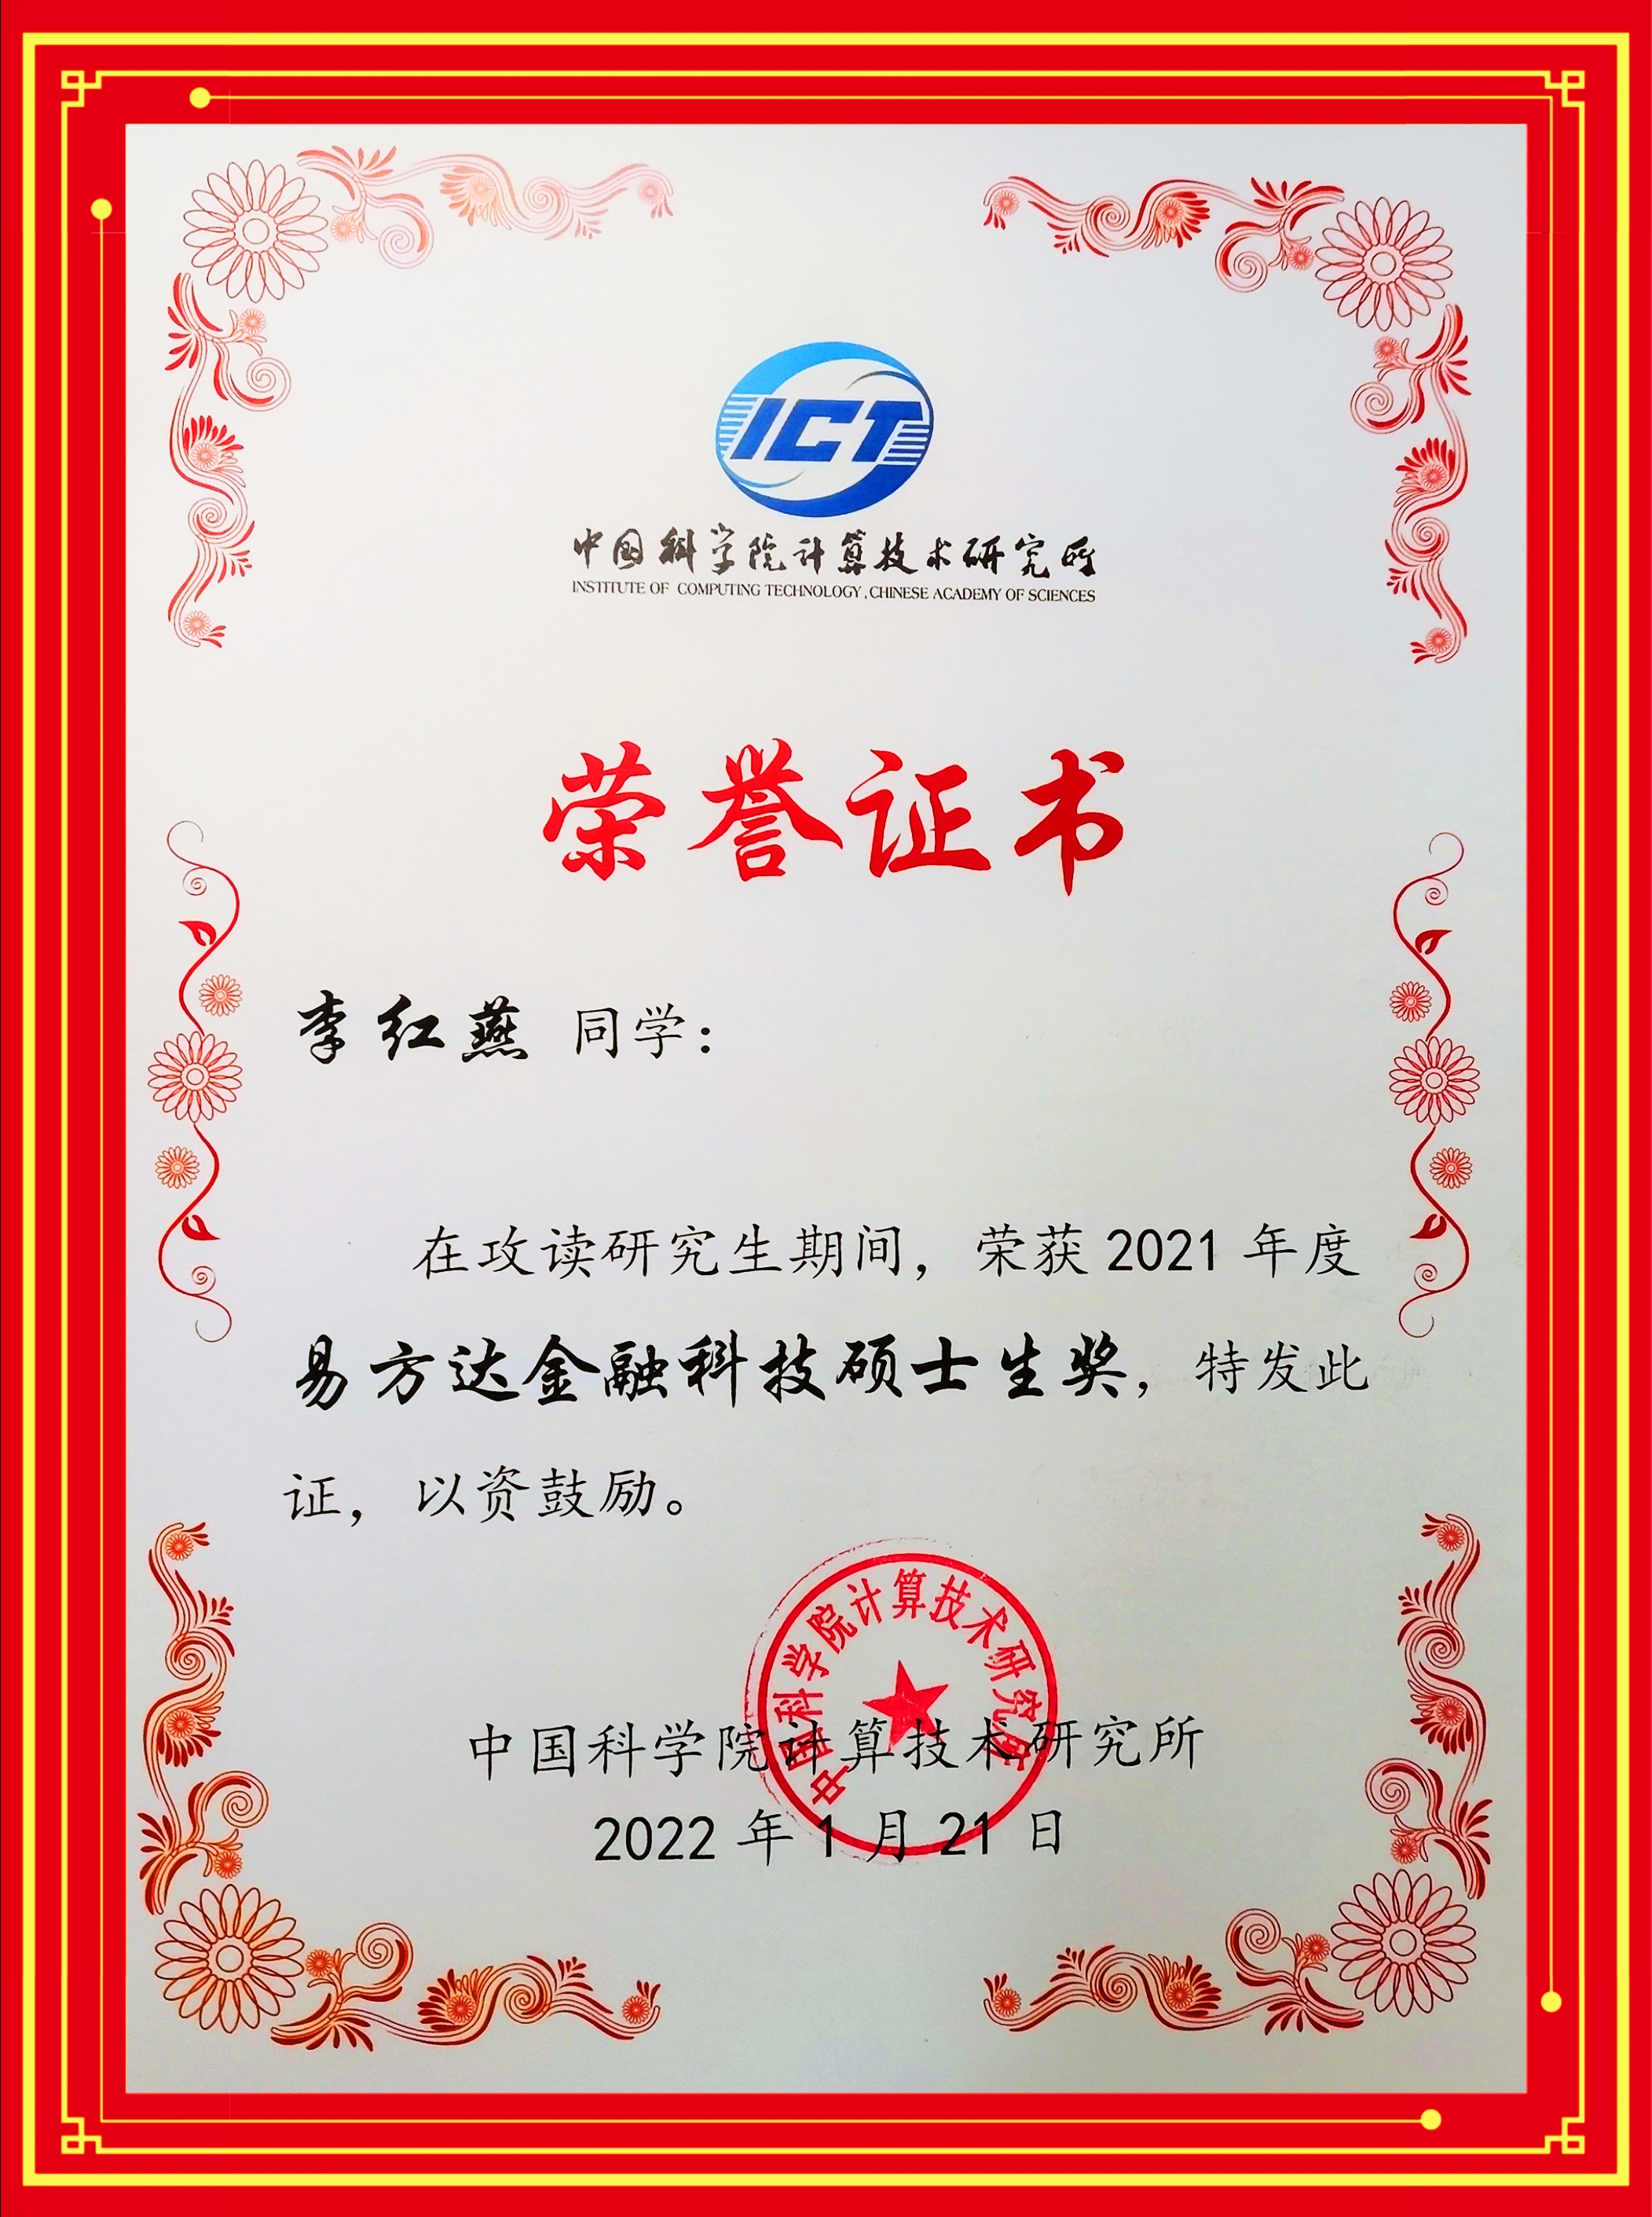 ICT
中国科学院计算技术研究所
INSTITUTE OF COMPUTING TECHNOLOGY, CHINESE ACADEMY OF SCIENCES
荣誉证书
李红燕 同学：
在攻读研究生期间，荣获 2021 年度
易方达金融科技硕士生奖，特发此
证，以资鼓励。
中国科学院计算技术研究所
中国科学院计算技术研究所
2022 年 1 月 21 日